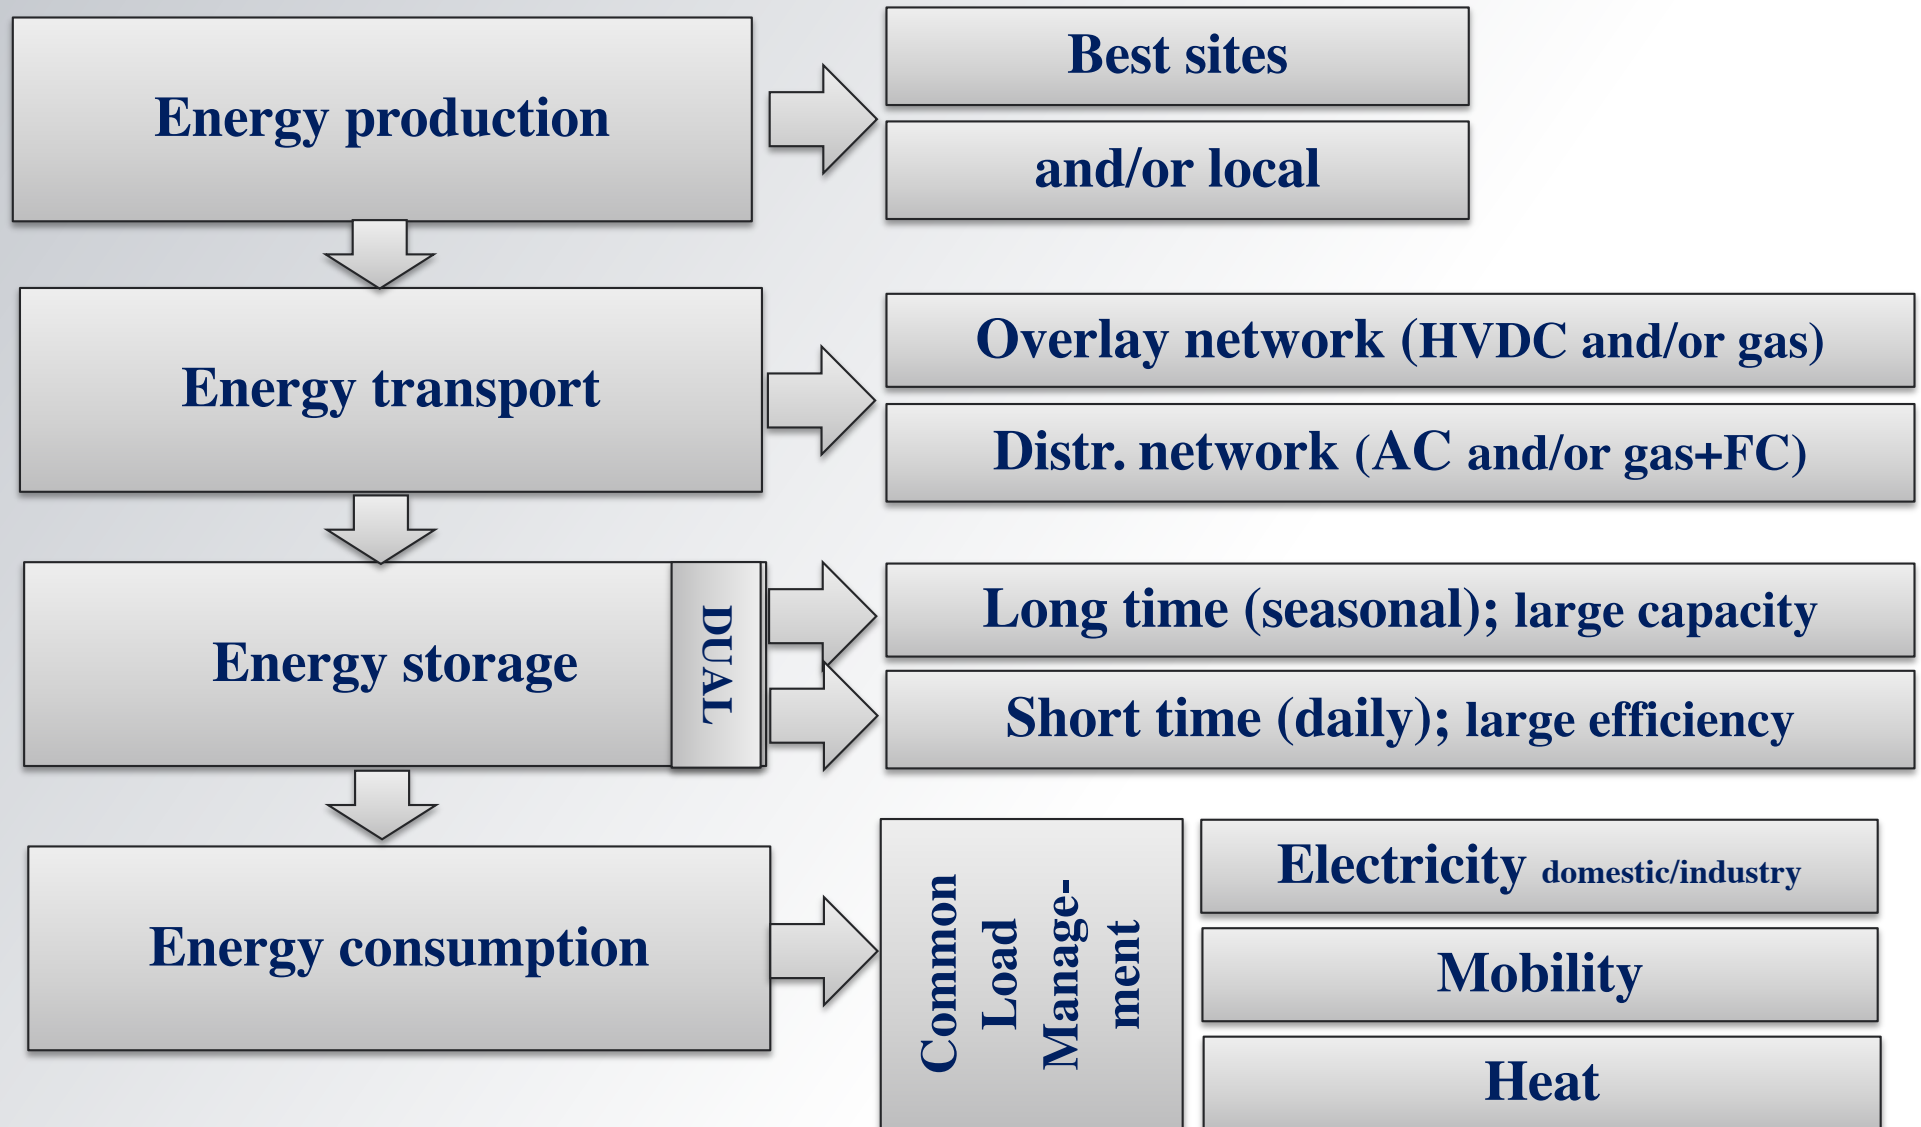 Energy production
Best sites
and/or local
Energy transport
Overlay network (HVDC and/or gas)
Distr. network (AC and/or gas+FC)
Energy storage
DUAL
Long time (seasonal); large capacity
Short time (daily); large efficiency
Energy consumption
Common
Load
Manage-
ment
Electricity domestic/industry
Mobility
Heat